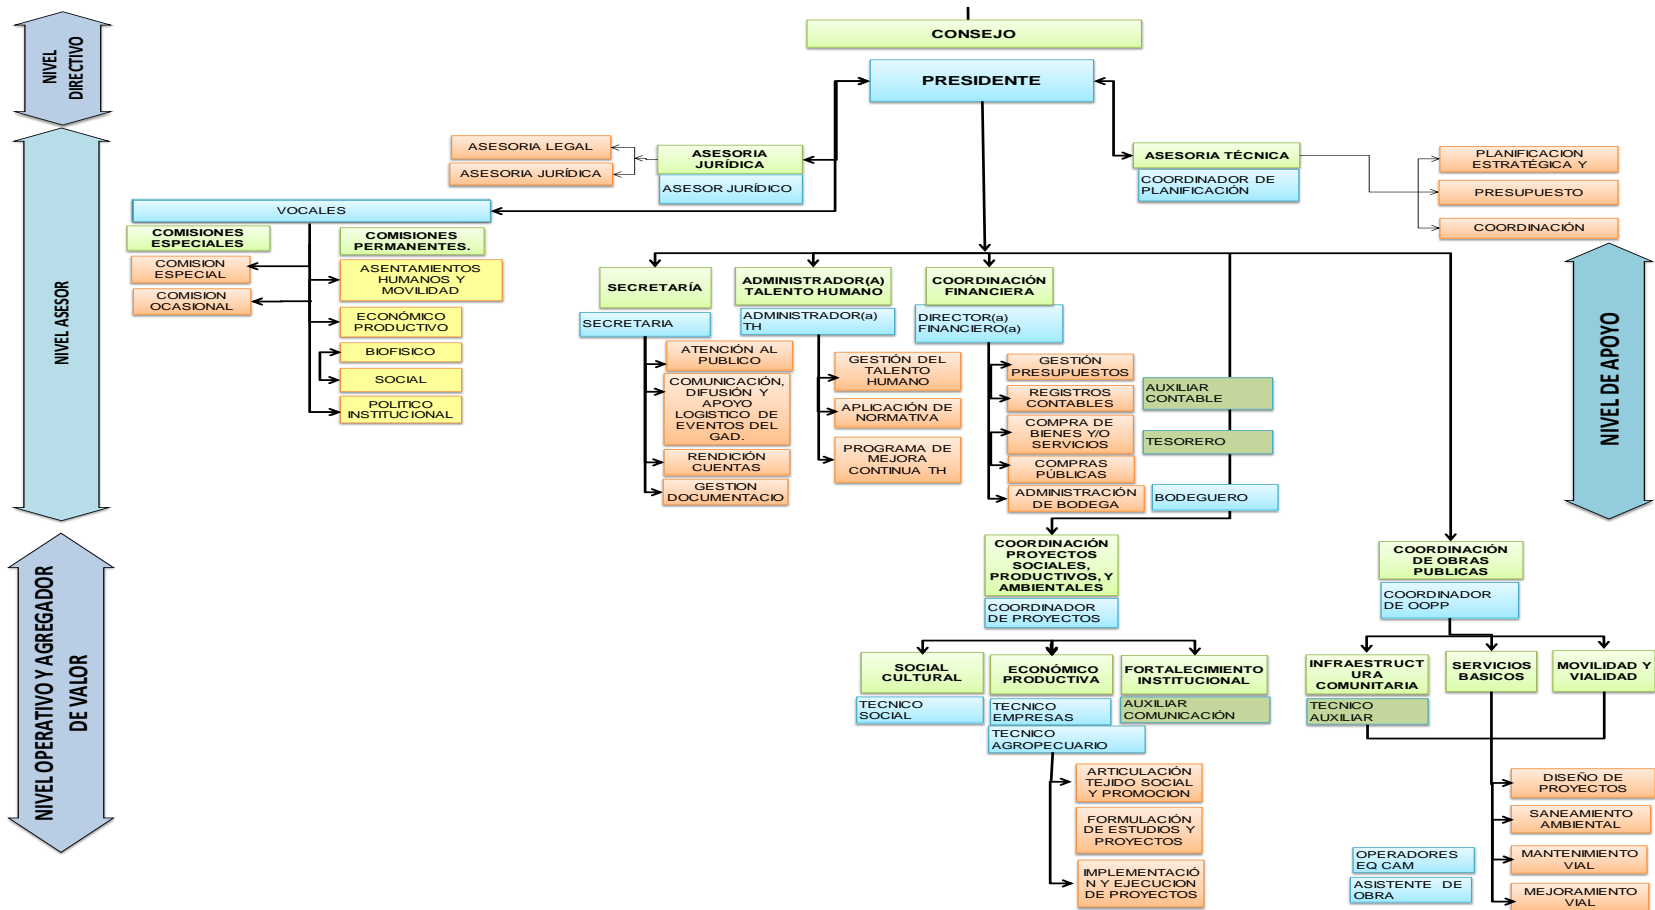 NIVEL
DIRECTIVO
CONSEJO
PRESIDENTE
NIVEL ASESOR
ASESORIA LEGAL
ASESORIA JURÍDICA
ASESORIA
JURÍDICA
ASESOR JURÍDICO
ASESORIA TÉCNICA
COORDINADOR DE
PLANIFICACIÓN
PLANIFICACION
ESTRATÉGICA Y
PRESUPUESTO
COORDINACIÓN
VOCALES
COMISIONES
ESPECIALES
COMISION
ESPECIAL
COMISION
OCASIONAL
COMISIONES
PERMANENTES.
ASENTAMIENTOS
HUMANOS Y
MOVILIDAD
ECONÓMICO
PRODUCTIVO
BIOFISICO
SOCIAL
POLITICO
INSTITUCIONAL
NIVEL DE APOYO
SECRETARÍA
SECRETARIA
ATENCIÓN AL
PUBLICO
COMUNICACIÓN,
DIFUSIÓN Y
APOYO
LOGISTICO DE
EVENTOS DEL
GAD.
RENDICIÓN
CUENTAS
GESTION
DOCUMENTACIO
ADMINISTRADOR(A)
TALENTO HUMANO
ADMINISTRADOR(a)
TH
GESTIÓN DEL
TALENTO
HUMANO
APLICACIÓN DE
NORMATIVA
PROGRAMA DE
MEJORA
CONTINUA TH
COORDINACIÓN
FINANCIERA
DIRECTOR(a)
FINANCIERO(a)
GESTIÓN
PRESUPUESTOS
REGISTROS
CONTABLES
COMPRA DE
BIENES Y/O
SERVICIOS
COMPRAS
PÚBLICAS
ADMINISTRACIÓN
DE BODEGA
AUXILIAR
CONTABLE
TESORERO
BODEGUERO
NIVEL OPERATIVO Y AGREGADOR
DE VALOR
COORDINACIÓN
PROYECTOS
SOCIALES,
PRODUCTIVOS, Y
AMBIENTALES
COORDINADOR
DE PROYECTOS
SOCIAL
CULTURAL
TECNICO
SOCIAL
ECONÓMICO
PRODUCTIVA
TECNICO
EMPRESAS
TECNICO
AGROPECUARIO
FORTALECIMIENTO
INSTITUCIONAL
AUXILIAR
COMUNICACIÓN
ARTICULACIÓN
TEJIDO SOCIAL
Y PROMOCION
FORMULACIÓN
DE ESTUDIOS Y
PROYECTOS
IMPLEMENTACIÓ
N Y EJECUCION
DE PROYECTOS
COORDINACIÓN
DE OBRAS
PUBLICAS
COORDINADOR
DE OOPP
INFRAESTRUCT
URA
COMUNITARIA
TECNICO
AUXILIAR
SERVICIOS
BASICOS
MOVILIDAD Y
VIALIDAD
DISEÑO DE
PROYECTOS
SANEAMIENTO
AMBIENTAL
MANTENIMIENTO
VIAL
MEJORAMIENTO
VIAL
OPERADORES
EQ CAM
ASISTENTE DE
OBRA